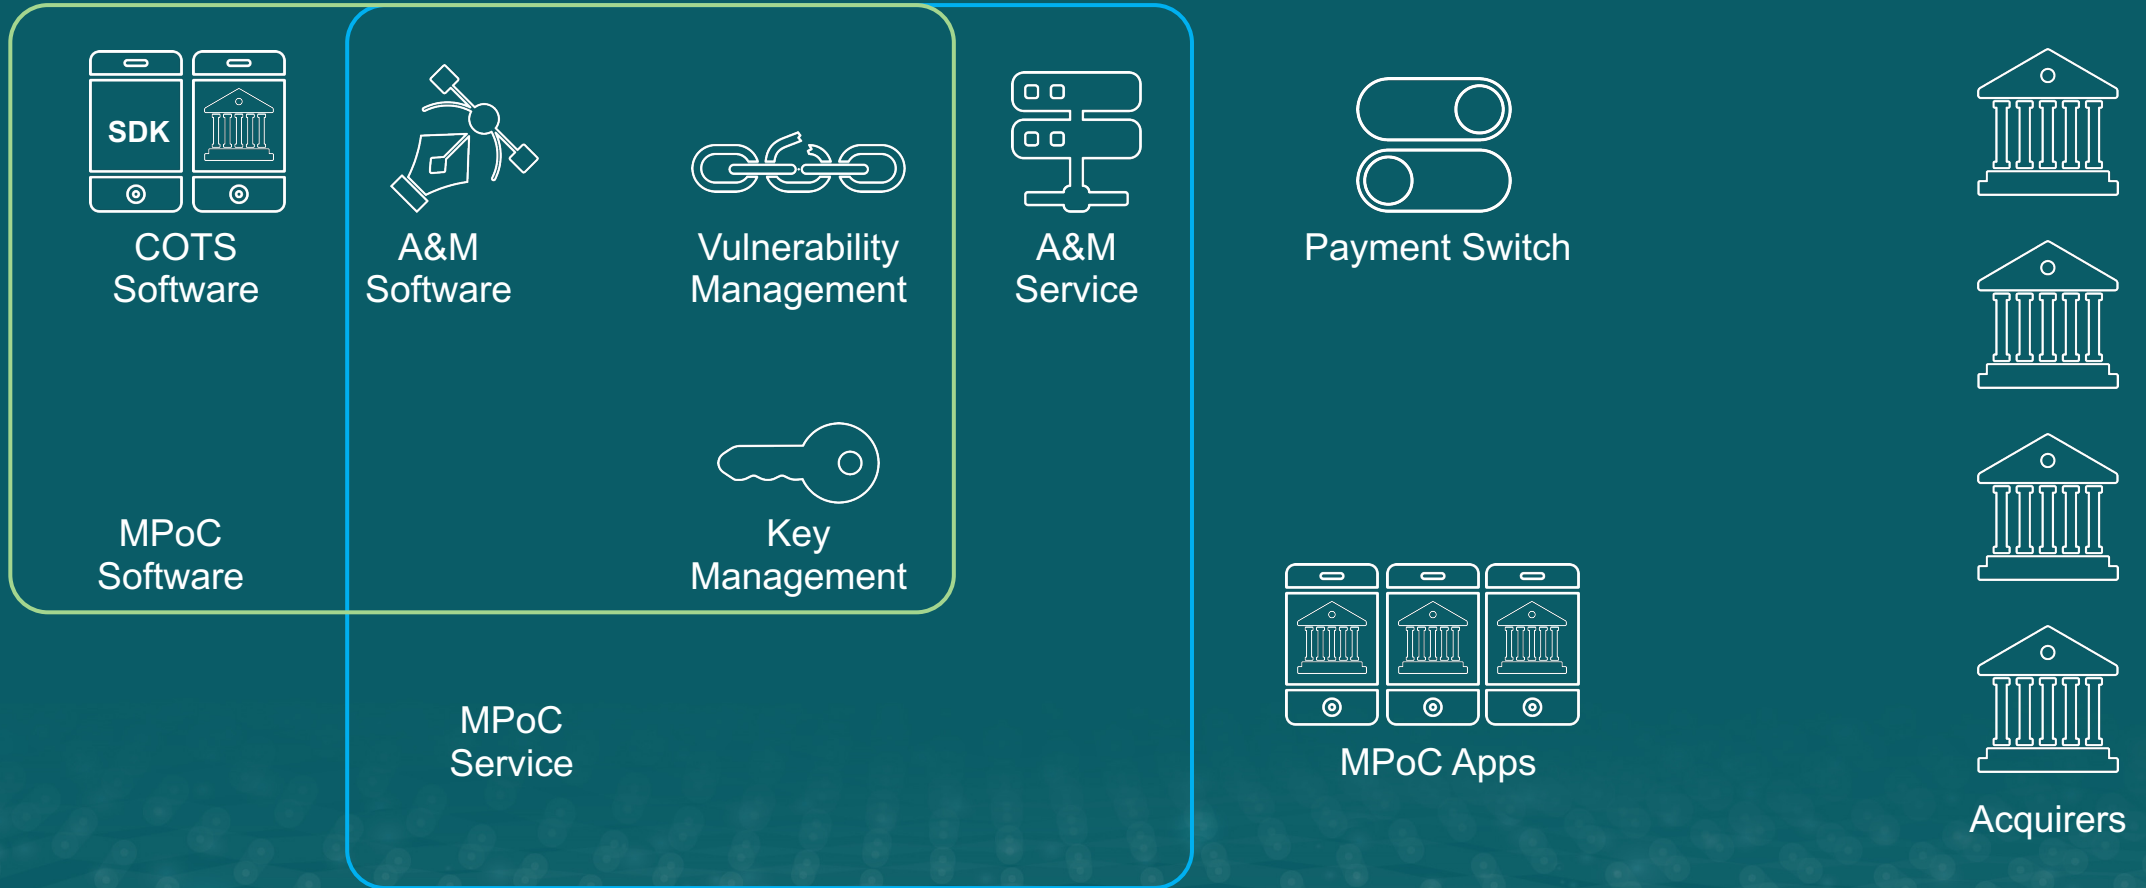 SDK
COTS
Software
A&M
Software
Vulnerability
Management
A&M
Service
Payment Switch
MPoC
Software
Key
Management
MPoC
Service
MPoC Apps
Acquirers